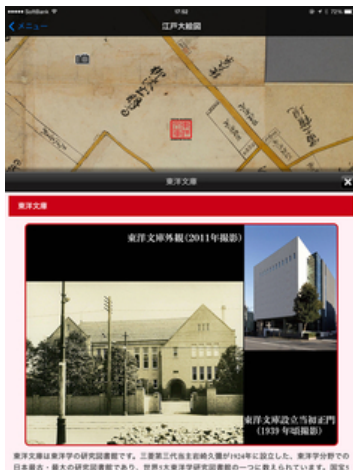 SoftBank
17:52
72%
メニュー
江戸大絵図
東洋文庫
東洋文庫
東洋文庫外観(2011年撮影)
東洋文庫設立当初正門
(1939年頃撮影)
東洋文庫は東洋学の研究図書館です。三菱第三代当主岩崎久彌が1924年に設立した、東洋学分野での
日本最古・最大の研究図書館であり、世界5大東洋学研究図書館の一つに数えられています。国宝5